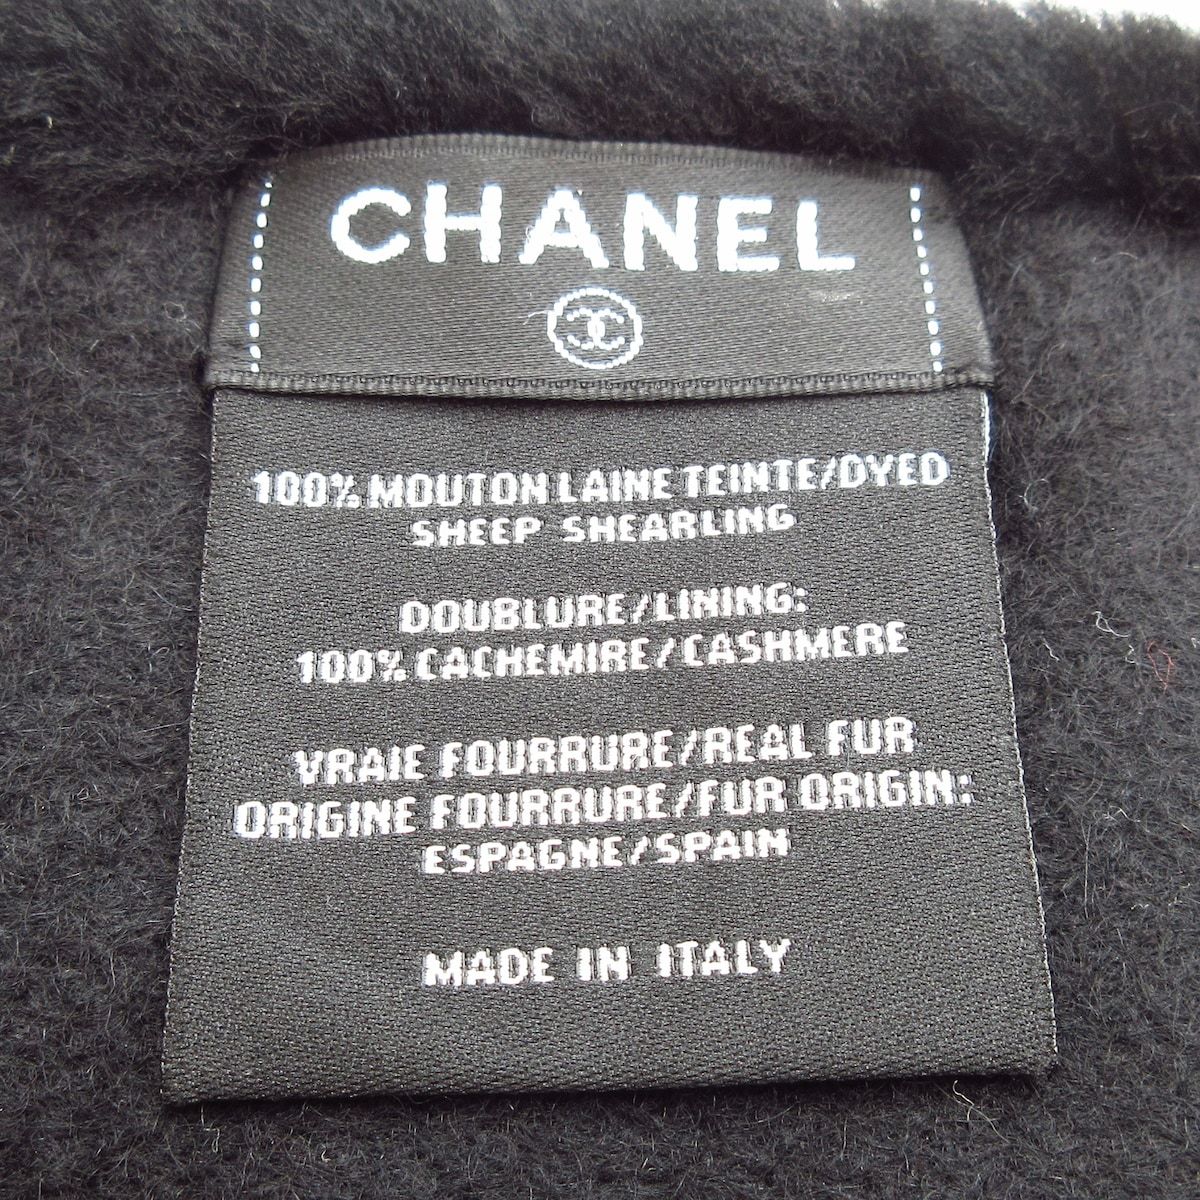 CHANEL
100% MOUTON LAINE TEINTE/DYED
SHEEP SHEARLING
DOUBLURE/LINING:
100% CACHEMIRE/CASHMERE
VRAIE FOURRURE/REAL FUR
ORIGINE FOURRURE/FUR ORIGIN:
ESPAGNE/SPAIN
MADE IN ITALY